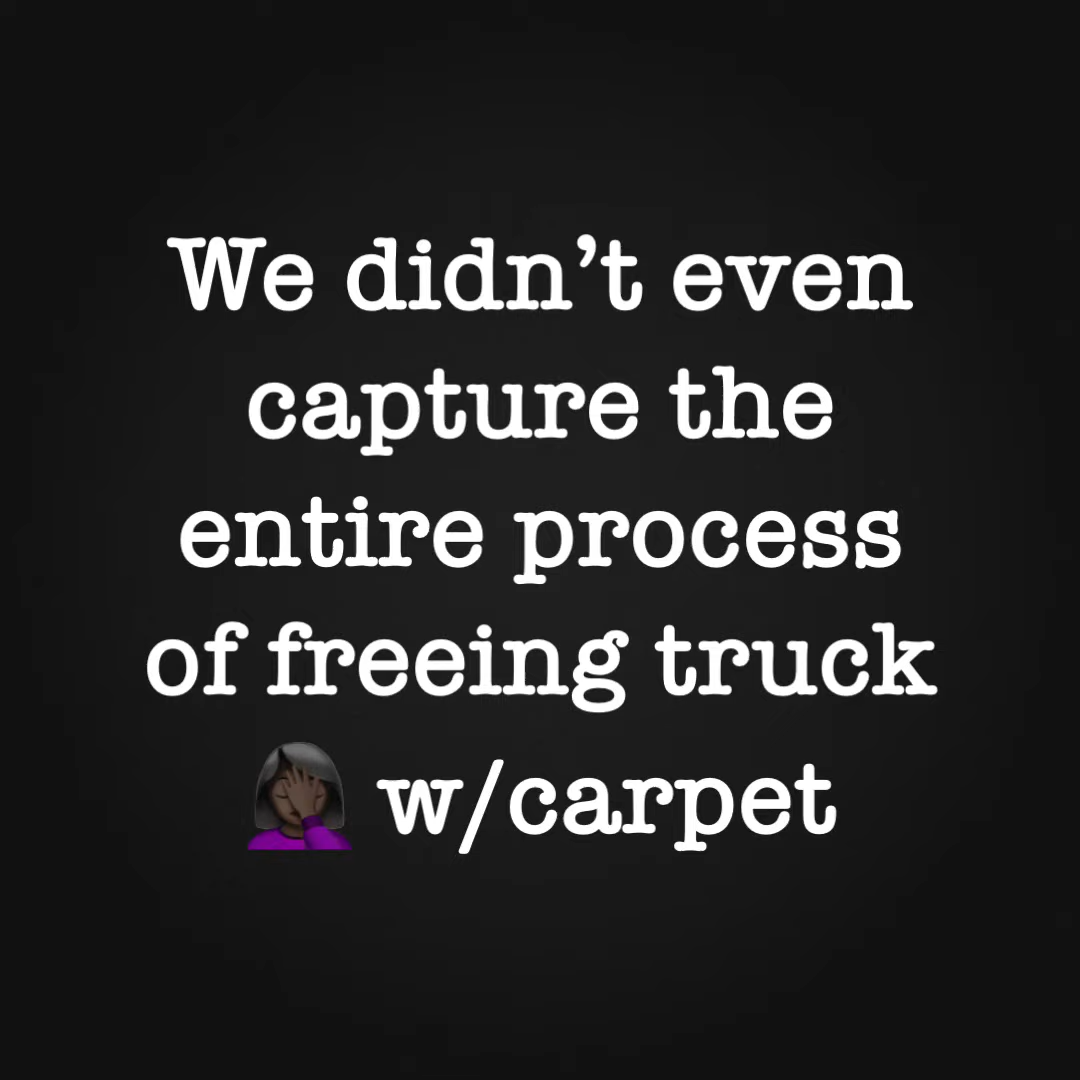 We didn’t even
capture the
entire process
of freeing truck
🤦🏾‍♀️ w/carpet